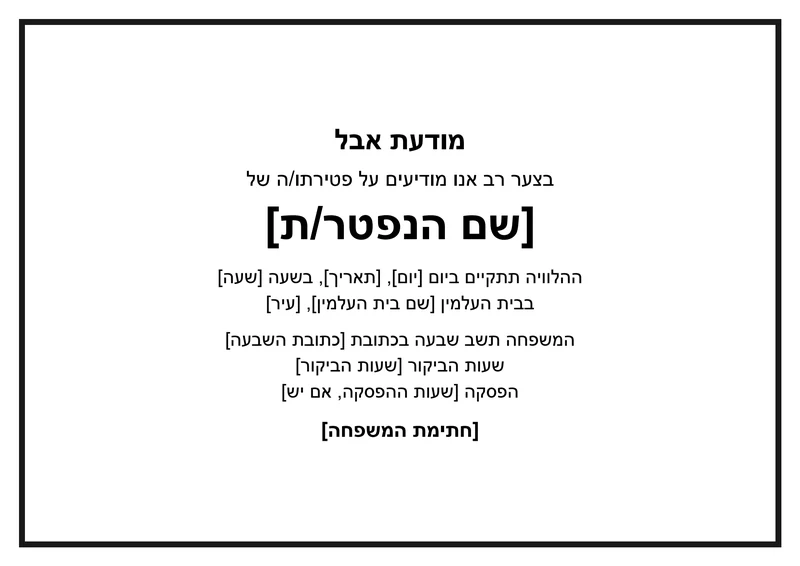 מודעת אבל
בצער רב אנו מודיעים על פטירתו/ה של
[שם הנפטר/ת]
ההלוויה תתקיים ביום [יום], [תאריך], בשעה [שעה]
בבית העלמין [שם בית העלמין], [עיר]
המשפחה תשב שבעה בכתובת [כתובת השבעה]
שעות הביקור [שעות הביקור]
הפסקה [שעות ההפסקה, אם יש]
[חתימת המשפחה]